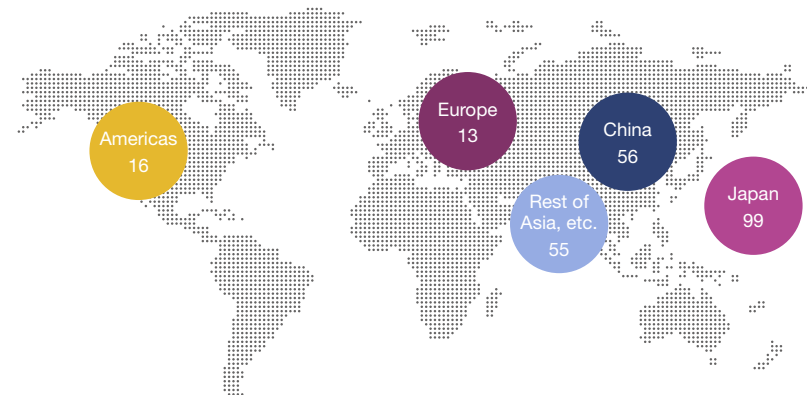 Americas
16
Europe
13
China
56
Rest of
Asia, etc.
55
Japan
99